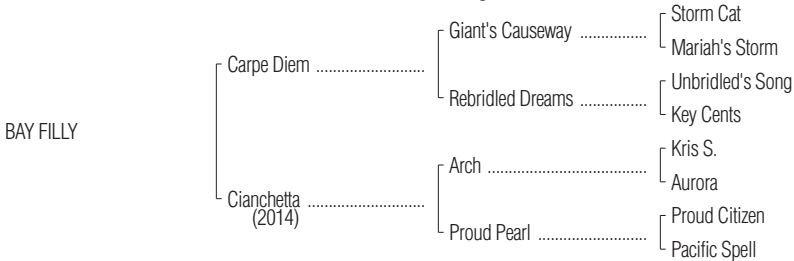 Storm Cat
Giant's Causeway ................
Mariah's Storm
Carpe Diem ..........................
Unbridled's Song
Rebridled Dreams ................
Key Cents
BAY FILLY
Kris S.
Arch ......................................
Aurora
Cianchetta ............................
(2014)
Proud Citizen
Proud Pearl ..........................
Pacific Spell